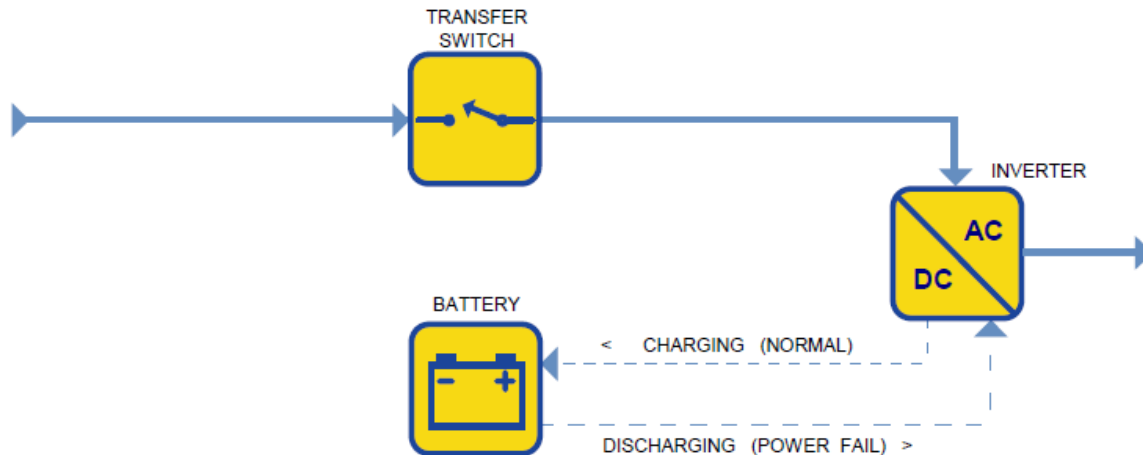 TRANSFER
SWITCH
INVERTER
AC
DC
BATTERY
- +
< CHARGING (NORMAL)
DISCHARGING (POWER FAIL) >